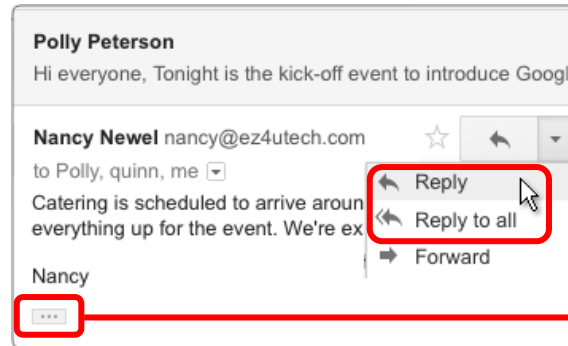 Polly Peterson
Hi everyone, Tonight is the kick-off event to introduce Googl
Nancy Newel nancy@ez4utech.com
to Polly, quinn, me
Catering is scheduled to arrive aroun
everything up for the event. We're ex
Nancy
Reply
Reply to all
Forward